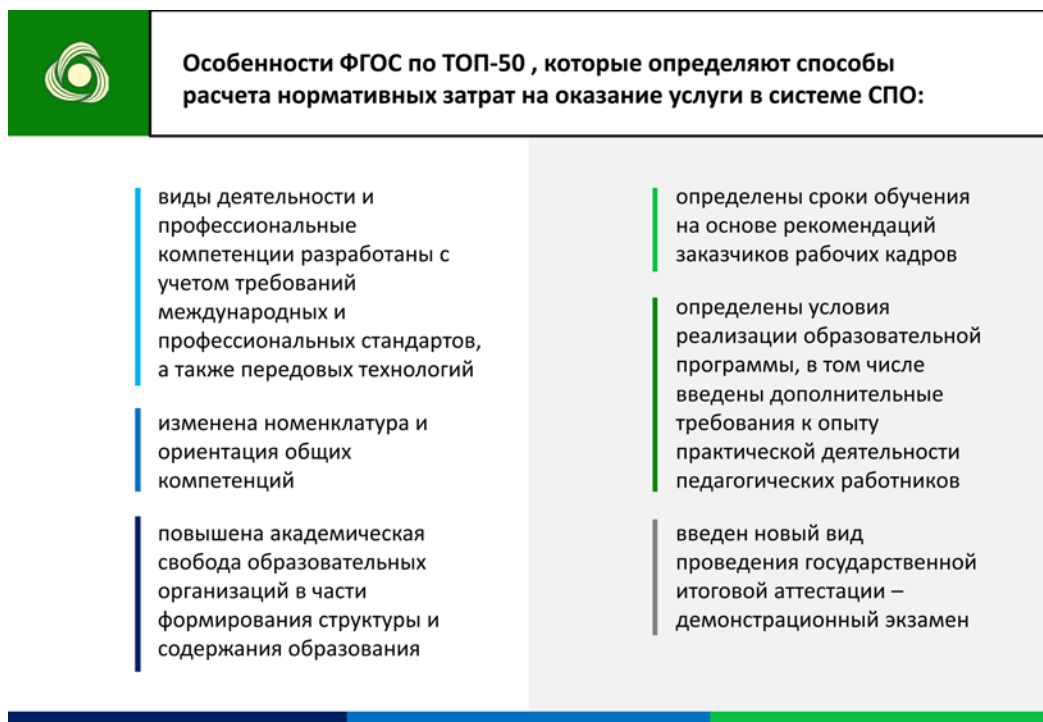 Особенности ФГОС по ТОП-50 , которые определяют способы
расчета нормативных затрат на оказание услуги в системе СПО:
виды деятельности и
профессиональные
компетенции разработаны с
учетом требований
международных и
профессиональных стандартов,
а также передовых технологий
изменена номенклатура и
ориентация общих
компетенций
повышена академическая
свобода образовательных
организаций в части
формирования структуры и
содержания образования
определены сроки обучения
на основе рекомендаций
заказчиков рабочих кадров
определены условия
реализации образовательной
программы, в том числе
введены дополнительные
требования к опыту
практической деятельности
педагогических работников
введен новый вид
проведения государственной
итоговой аттестации –
демонстрационный экзамен